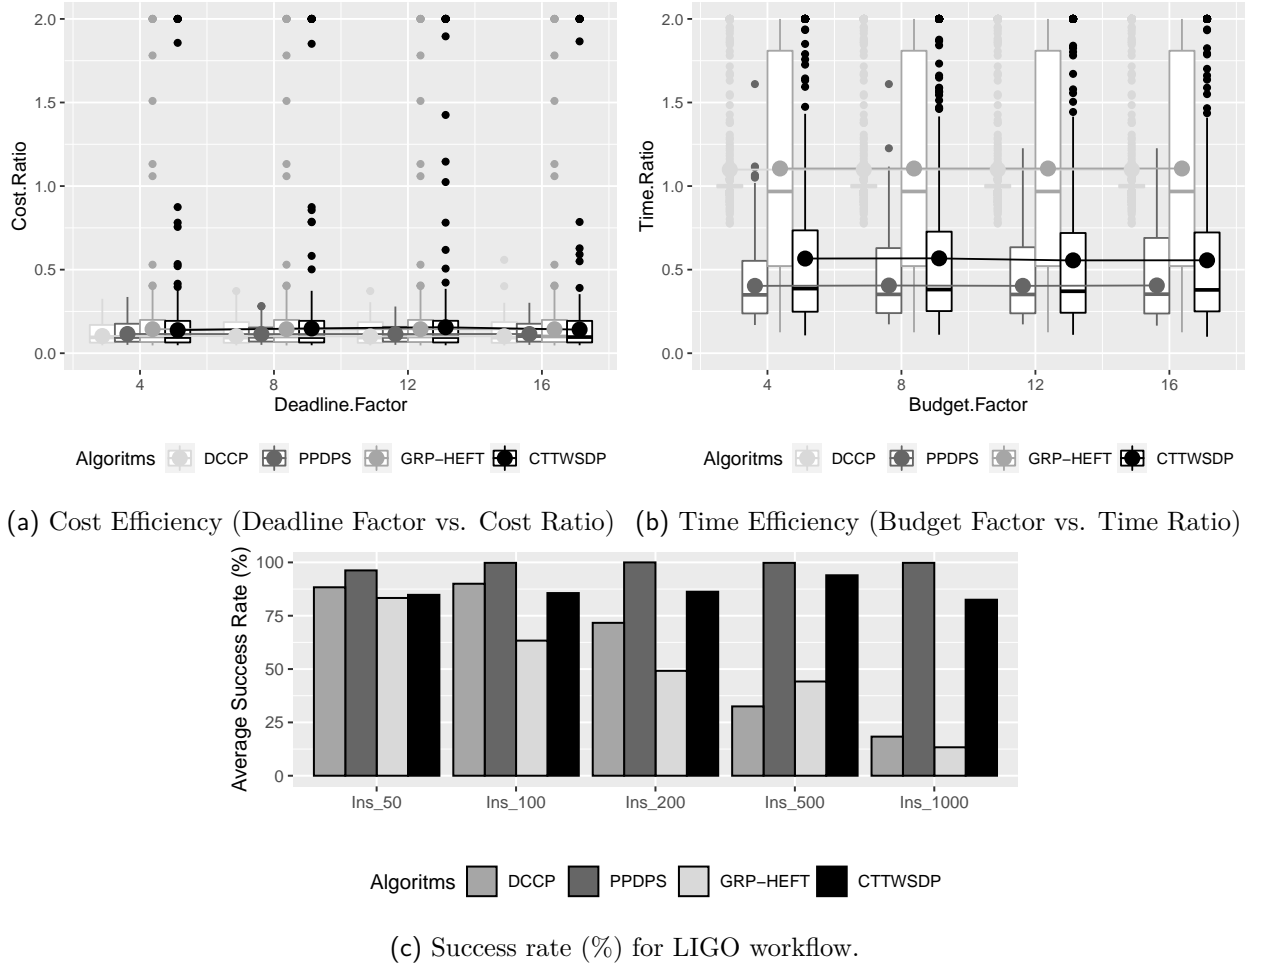 2.0
1.5
1.0
0.5
0.0
Cost.Ratio
4 8 12 16
Deadline.Factor
Algoritms DCCP PPDPS GRP−HEFT CTTWSDP
(a) Cost Efficiency (Deadline Factor vs. Cost Ratio)
2.0
1.5
1.0
0.5
0.0
Time.Ratio
4 8 12 16
Budget.Factor
Algoritms DCCP PPDPS GRP−HEFT CTTWSDP
(b) Time Efficiency (Budget Factor vs. Time Ratio)
100
75
50
25
0
Average Success Rate (%)
Ins_50 Ins_100 Ins_200 Ins_500 Ins_1000
Algoritms DCCP PPDPS GRP−HEFT CTTWSDP
(c) Success rate (%) for LIGO workflow.